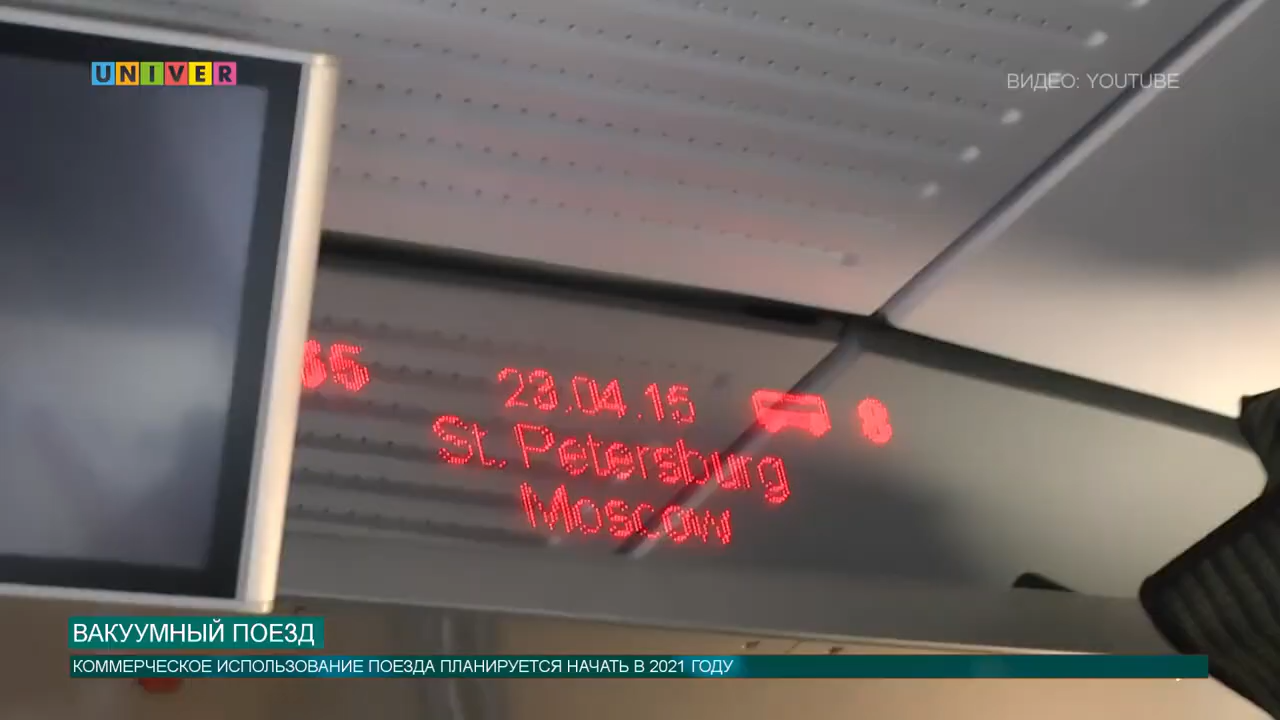 UNIVER
ВИДЕО: YOUTUBE
23.04.15 8
St. Petersburg
Moscow
ВАКУУМНЫЙ ПОЕЗД
КОММЕРЧЕСКОЕ ИСПОЛЬЗОВАНИЕ ПОЕЗДА ПЛАНИРУЕТСЯ НАЧАТЬ В 2021 ГОДУ